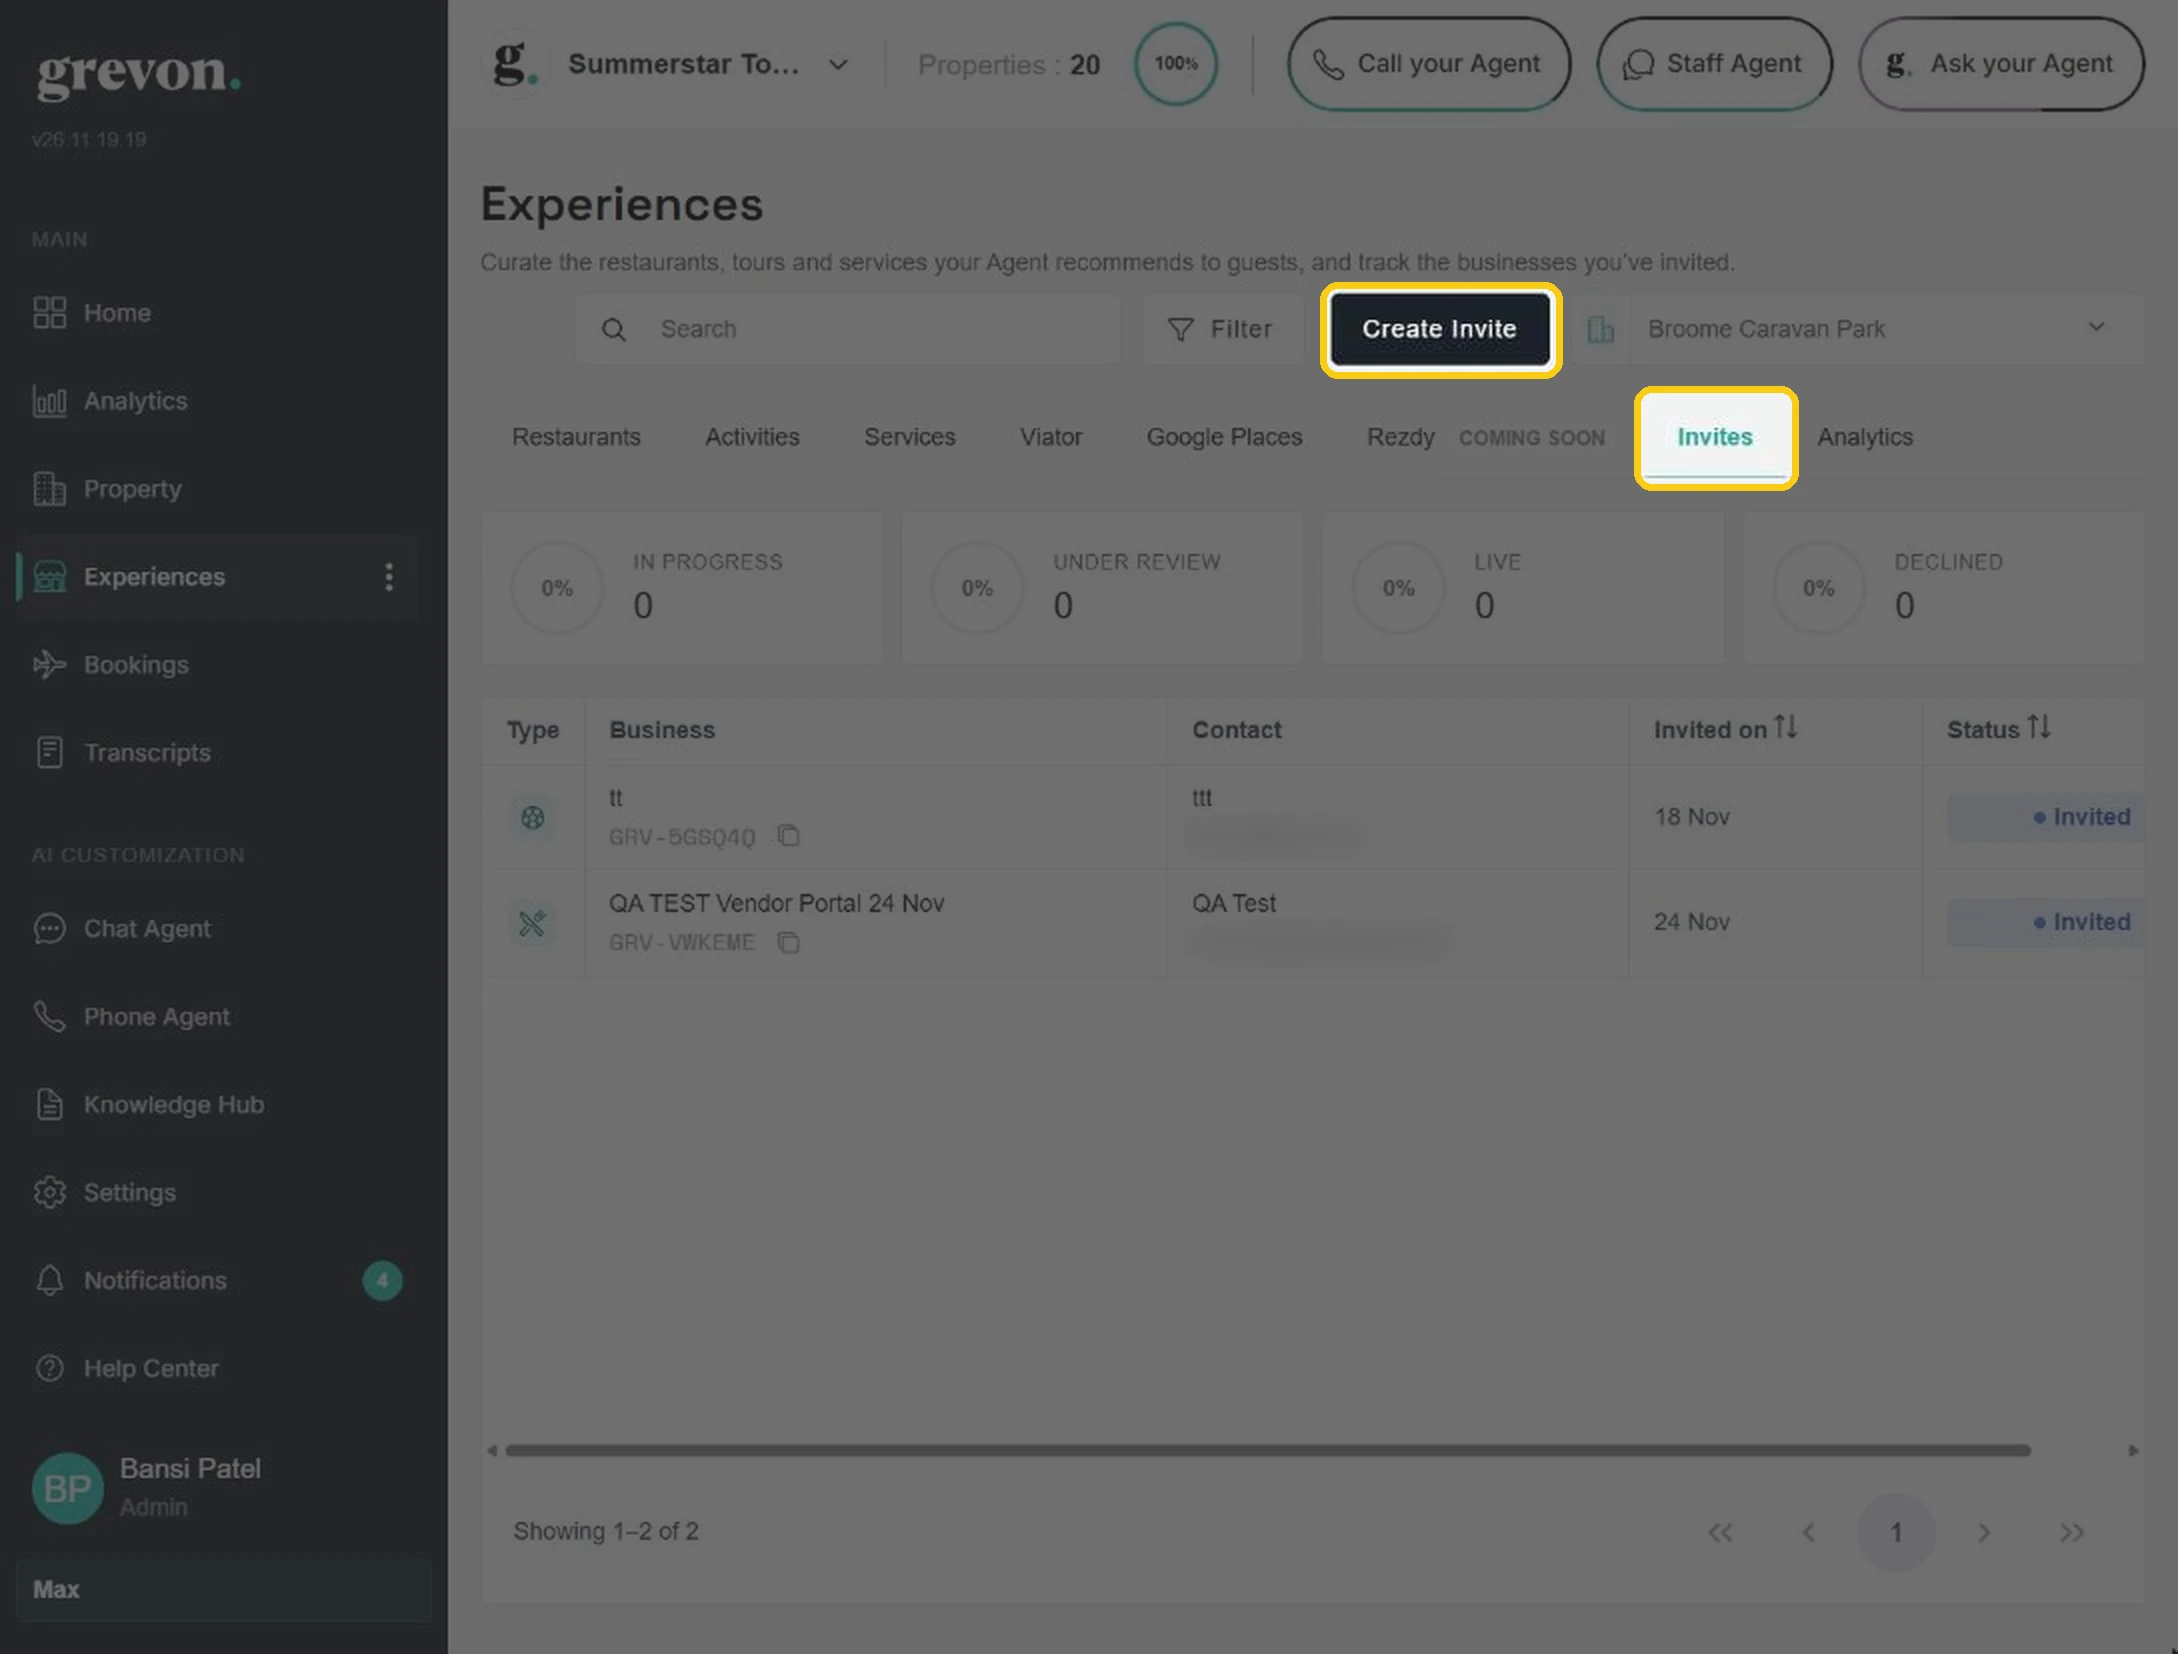 grevon.
v26.11.19.19
MAIN
Home
Analytics
Property
Experiences
Bookings
Transcripts
AI CUSTOMIZATION
Chat Agent
Phone Agent
Knowledge Hub
Settings
Notifications 4
Help Center
BP Bansi Patel
Admin
Max
g. Summerstar To... Properties : 20 100% Call your Agent Staff Agent g. Ask your Agent
Experiences
Curate the restaurants, tours and services your Agent recommends to guests, and track the businesses you've invited.
Search Filter Create Invite Broome Caravan Park
Restaurants Activities Services Viator Google Places Rezdy COMING SOON Invites Analytics
0% IN PROGRESS 0
0% UNDER REVIEW 0
0% LIVE 0
0% DECLINED 0
Type Business Contact Invited on Status
tt ttt 18 Nov Invited
GRV-5GSQ4Q
QA TEST Vendor Portal 24 Nov QA Test 24 Nov Invited
GRV-VWKEME
Showing 1–2 of 2 1